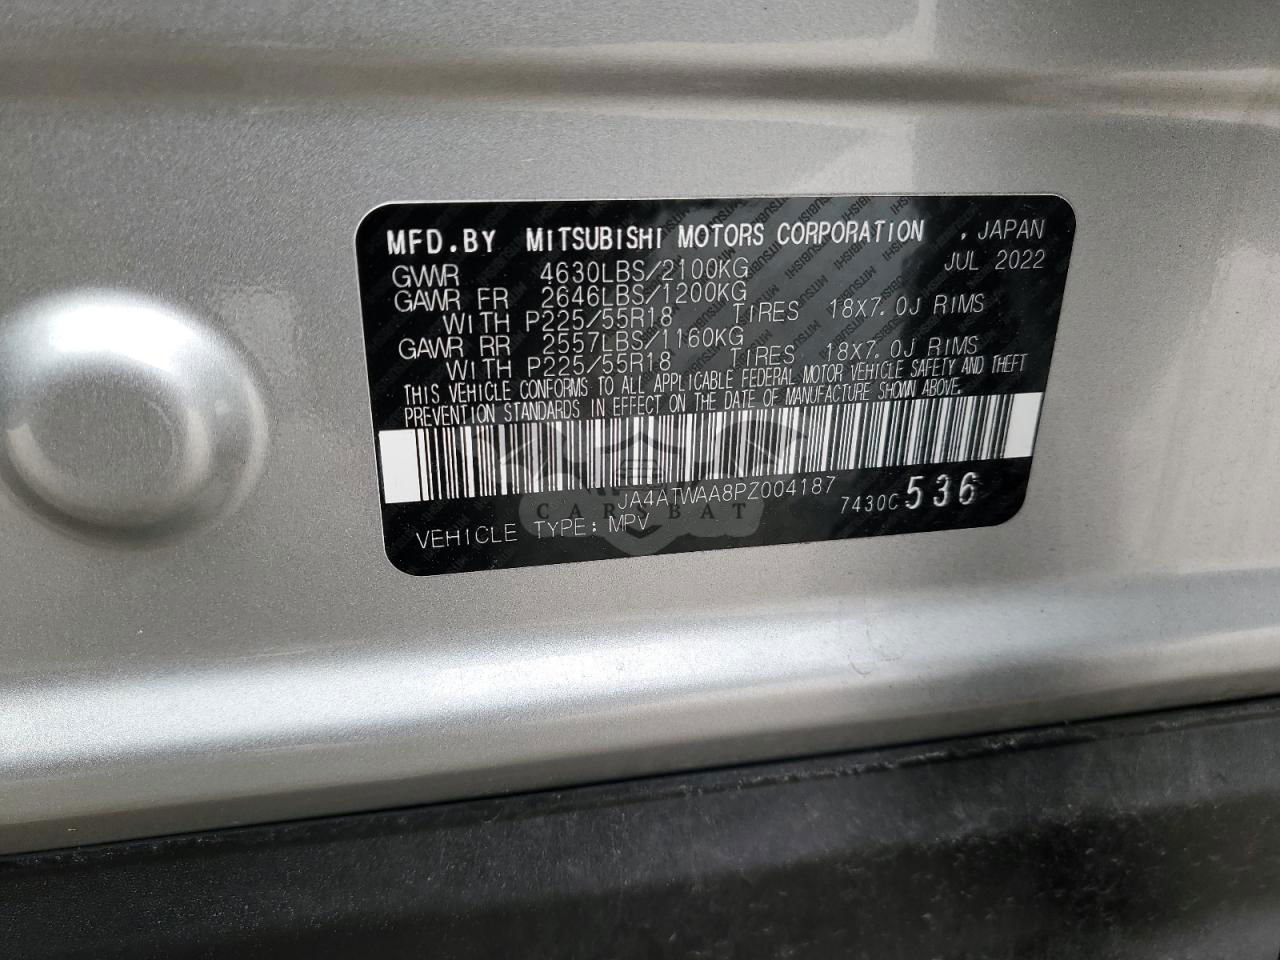 MFD.BY MITSUBISHI MOTORS CORPORATION , JAPAN
JUL 2022
GVWR 4630LBS/2100KG
GAWR FR 2646LBS/1200KG
WITH P225/55R18 TIRES 18X7.0J RIMS
GAWR RR 2557LBS/1160KG
WITH P225/55R18 TIRES 18X7.0J RIMS
THIS VEHICLE CONFORMS TO ALL APPLICABLE FEDERAL MOTOR VEHICLE SAFETY AND THEFT
PREVENTION STANDARDS IN EFFECT ON THE DATE OF MANUFACTURE SHOWN ABOVE.
JA4ATWAA8PZ004187
7430C 536
CARSBAT
VEHICLE TYPE: MPV